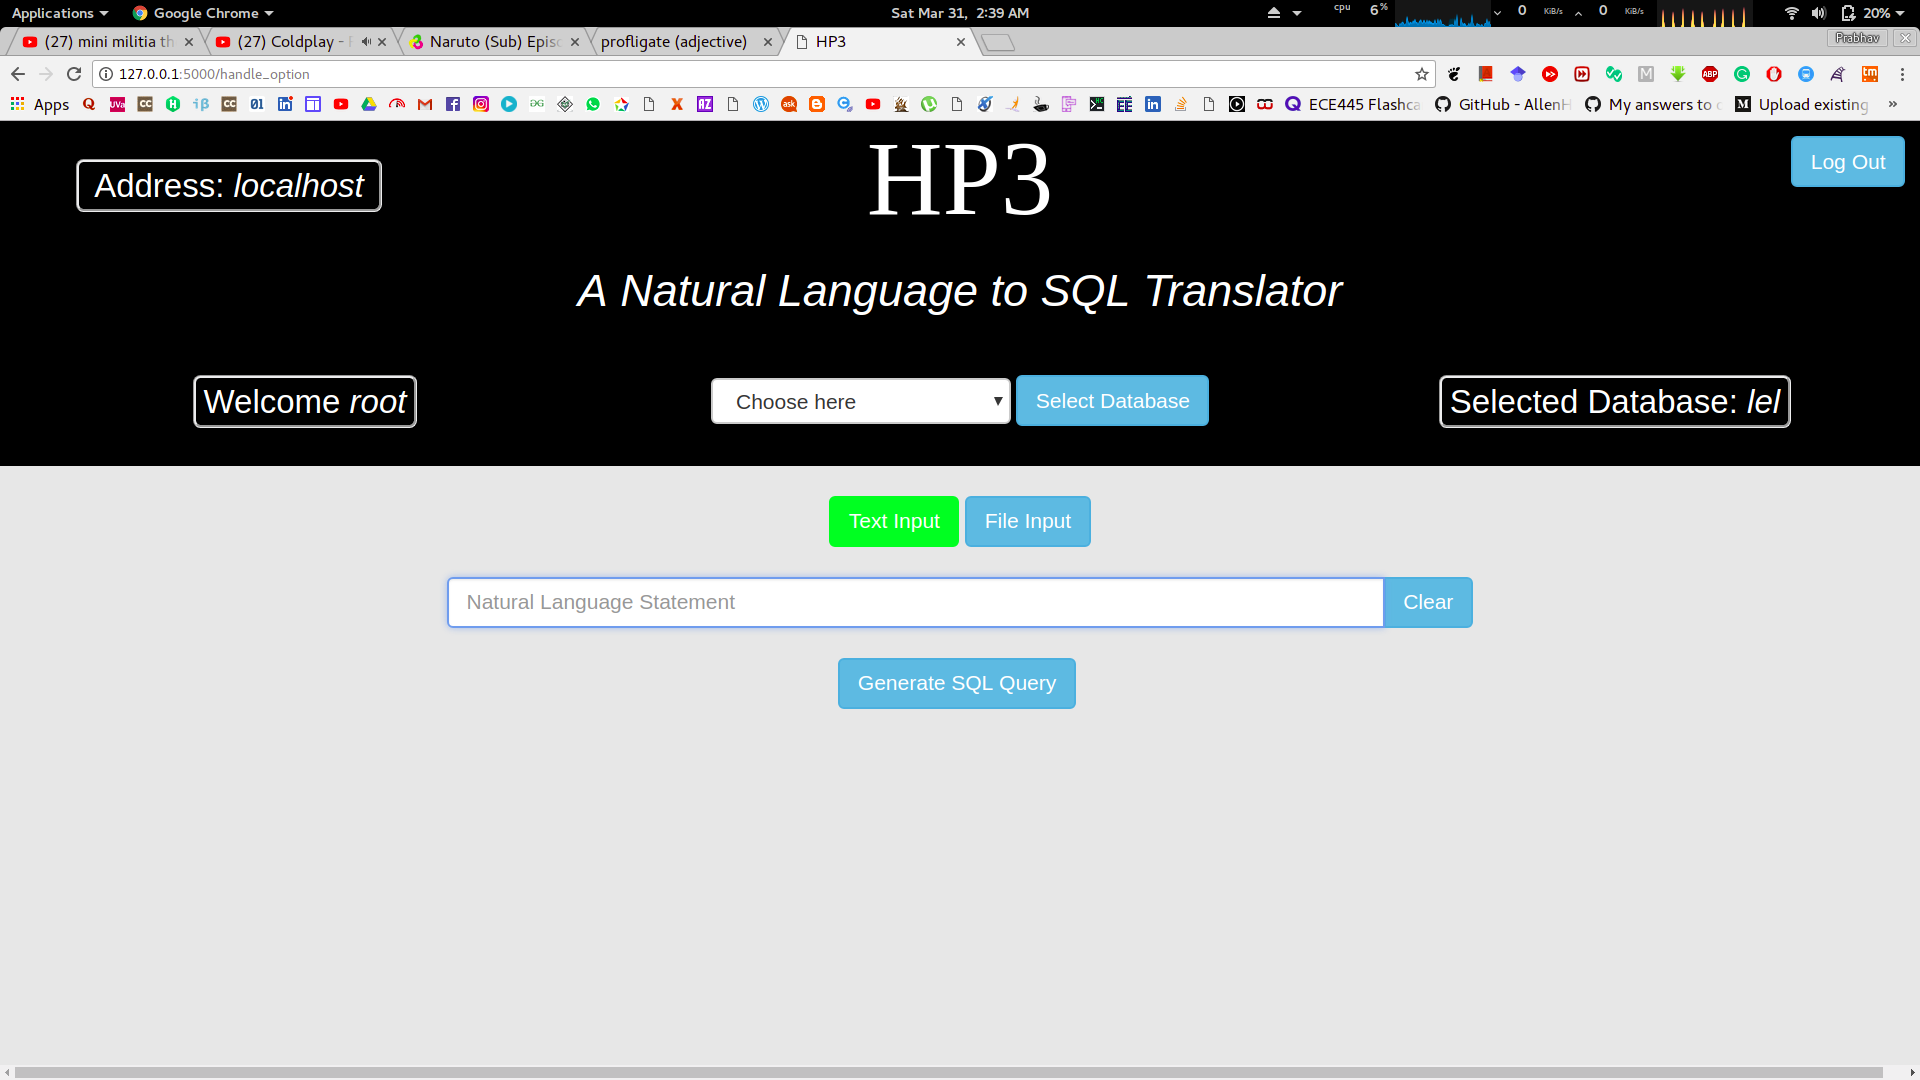 Applications
Google Chrome
Sat Mar 31, 2:39 AM
cpu
6%
0
KiB/s
0
KiB/s
20%
(27) mini militia th
(27) Coldplay -
Naruto (Sub) Episo
profligate (adjective)
HP3
Prabhav
127.0.0.1:5000/handle_option
Apps
ECE445 Flashca
GitHub - AllenH
My answers to
Upload existing
»
Address: localhost
HP3
Log Out
A Natural Language to SQL Translator
Welcome root
Choose here
Select Database
Selected Database: lel
Text Input
File Input
Natural Language Statement
Clear
Generate SQL Query